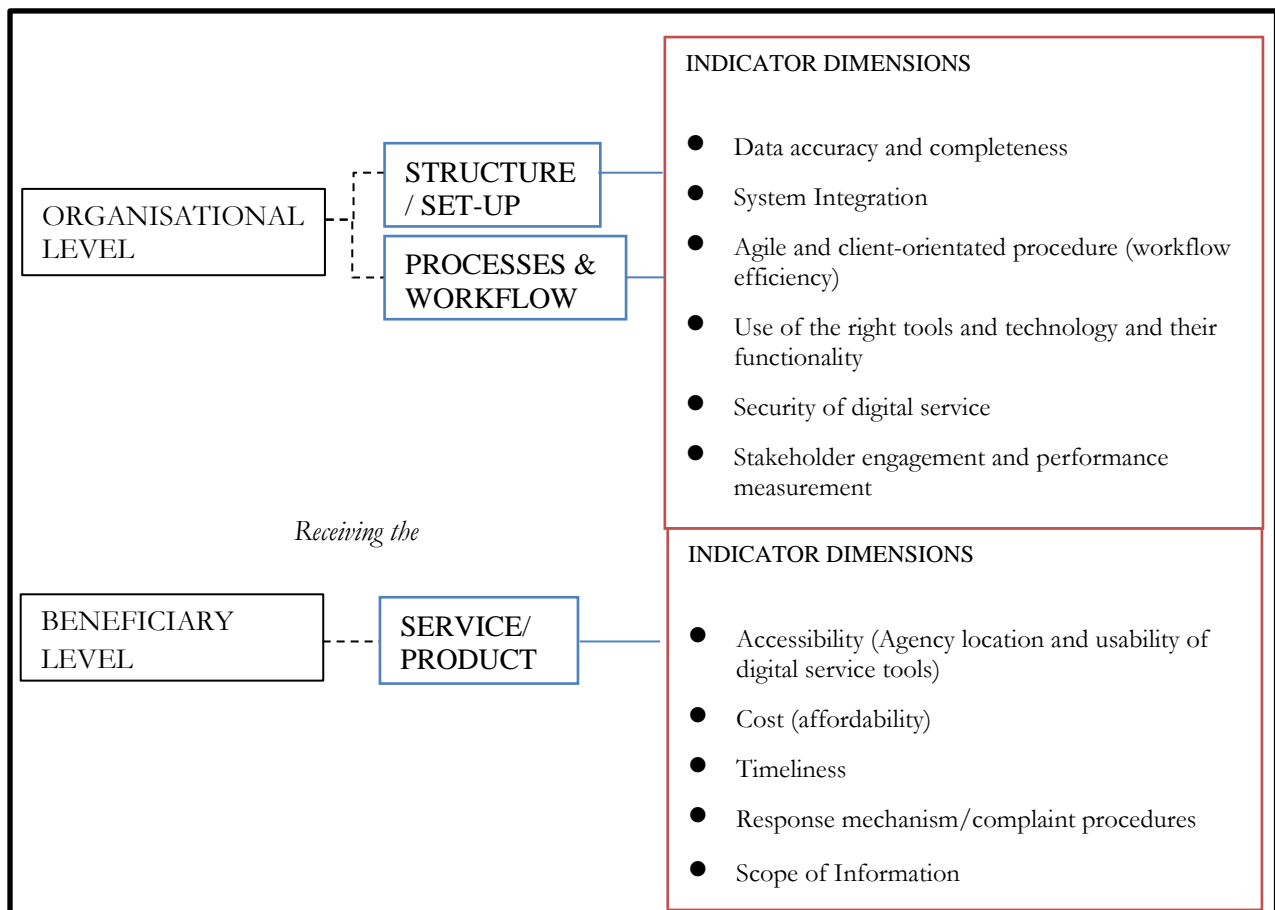 ORGANISATIONAL
LEVEL
STRUCTURE
/ SET-UP
PROCESSES &
WORKFLOW
INDICATOR DIMENSIONS
● Data accuracy and completeness
● System Integration
● Agile and client-orientated procedure (workflow
efficiency)
● Use of the right tools and technology and their
functionality
● Security of digital service
● Stakeholder engagement and performance
measurement
Receiving the
BENEFICIARY
LEVEL
SERVICE/
PRODUCT
INDICATOR DIMENSIONS
● Accessibility (Agency location and usability of
digital service tools)
● Cost (affordability)
● Timeliness
● Response mechanism/complaint procedures
● Scope of Information